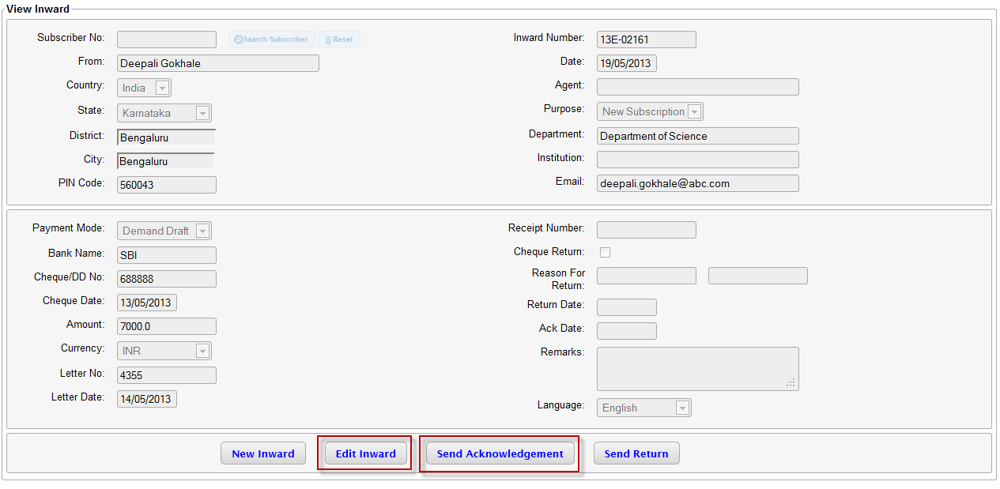 View Inward
Subscriber No: Search Subscriber Reset
From: Deepali Gokhale
Country: India
State: Karnataka
District: Bengaluru
City: Bengaluru
PIN Code: 560043
Inward Number: 13E-02161
Date: 19/05/2013
Agent:
Purpose: New Subscription
Department: Department of Science
Institution:
Email: deepali.gokhale@abc.com
Payment Mode: Demand Draft
Bank Name: SBI
Cheque/DD No: 688888
Cheque Date: 13/05/2013
Amount: 7000.0
Currency: INR
Letter No: 4355
Letter Date: 14/05/2013
Receipt Number:
Cheque Return:
Reason For
Return:
Return Date:
Ack Date:
Remarks:
Language: English
New Inward Edit Inward Send Acknowledgement Send Return